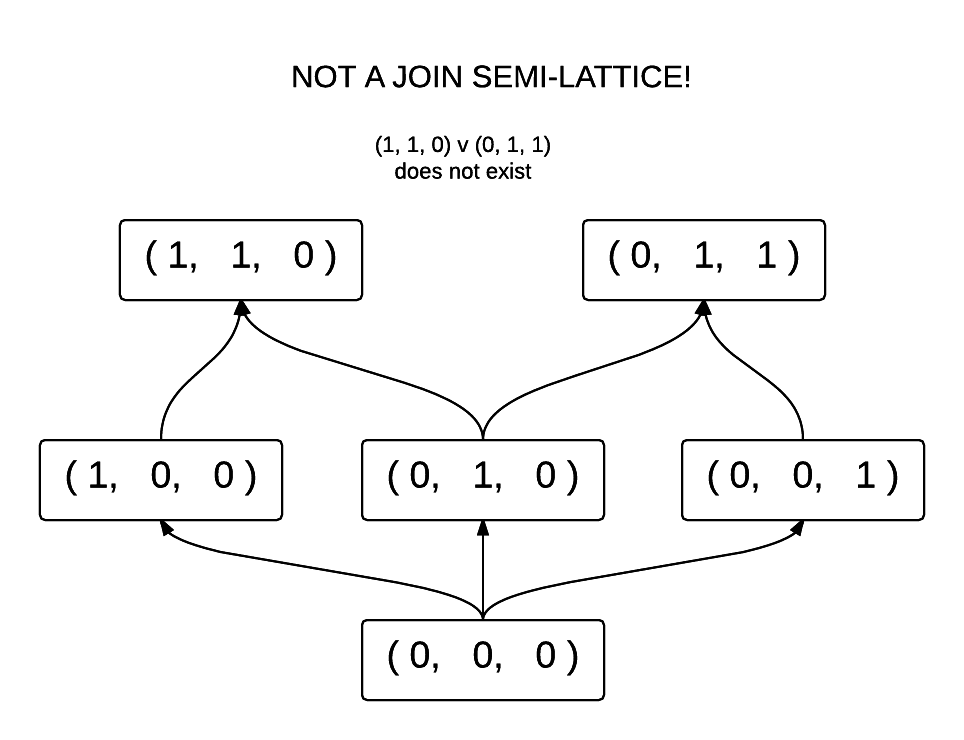 NOT A JOIN SEMI-LATTICE!
(1, 1, 0) v (0, 1, 1)
does not exist
( 1, 1, 0 )
( 0, 1, 1 )
( 1, 0, 0 )
( 0, 1, 0 )
( 0, 0, 1 )
( 0, 0, 0 )